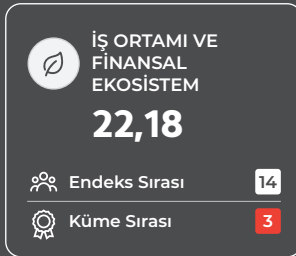 İŞ ORTAMI VE
FİNANSAL
EKOSİSTEM
22,18
Endeks Sırası 14
Küme Sırası 3